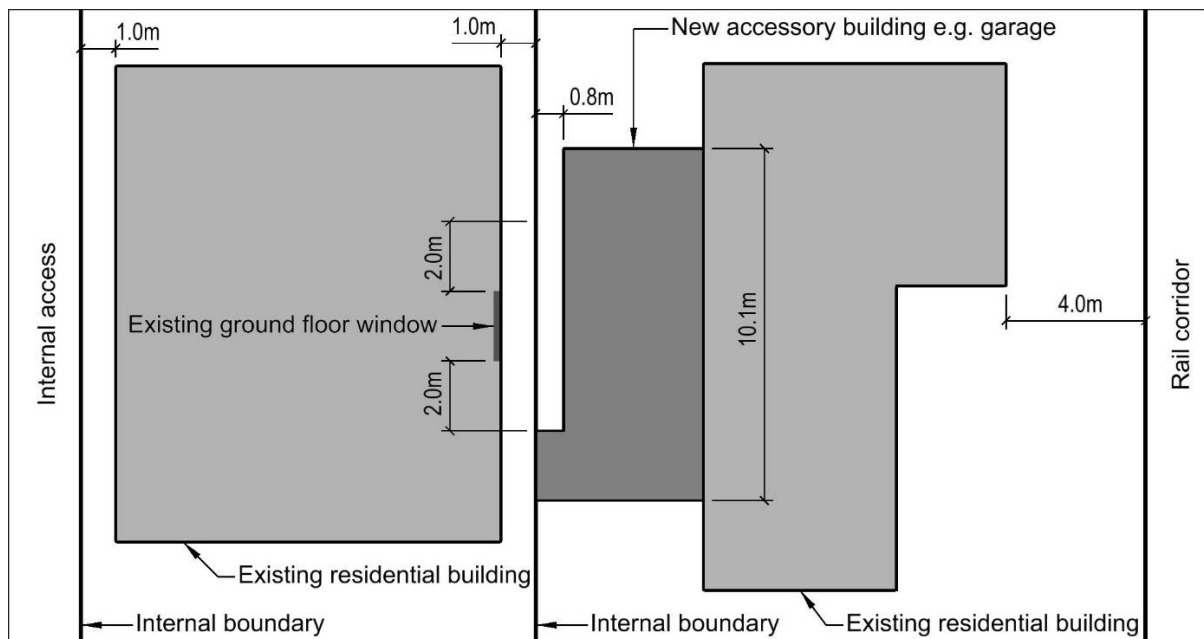 1.0m
1.0m
New accessory building e.g. garage
0.8m
Internal access
2.0m
Existing ground floor window
2.0m
10.1m
4.0m
Rail corridor
Existing residential building
Internal boundary
Internal boundary
Existing residential building